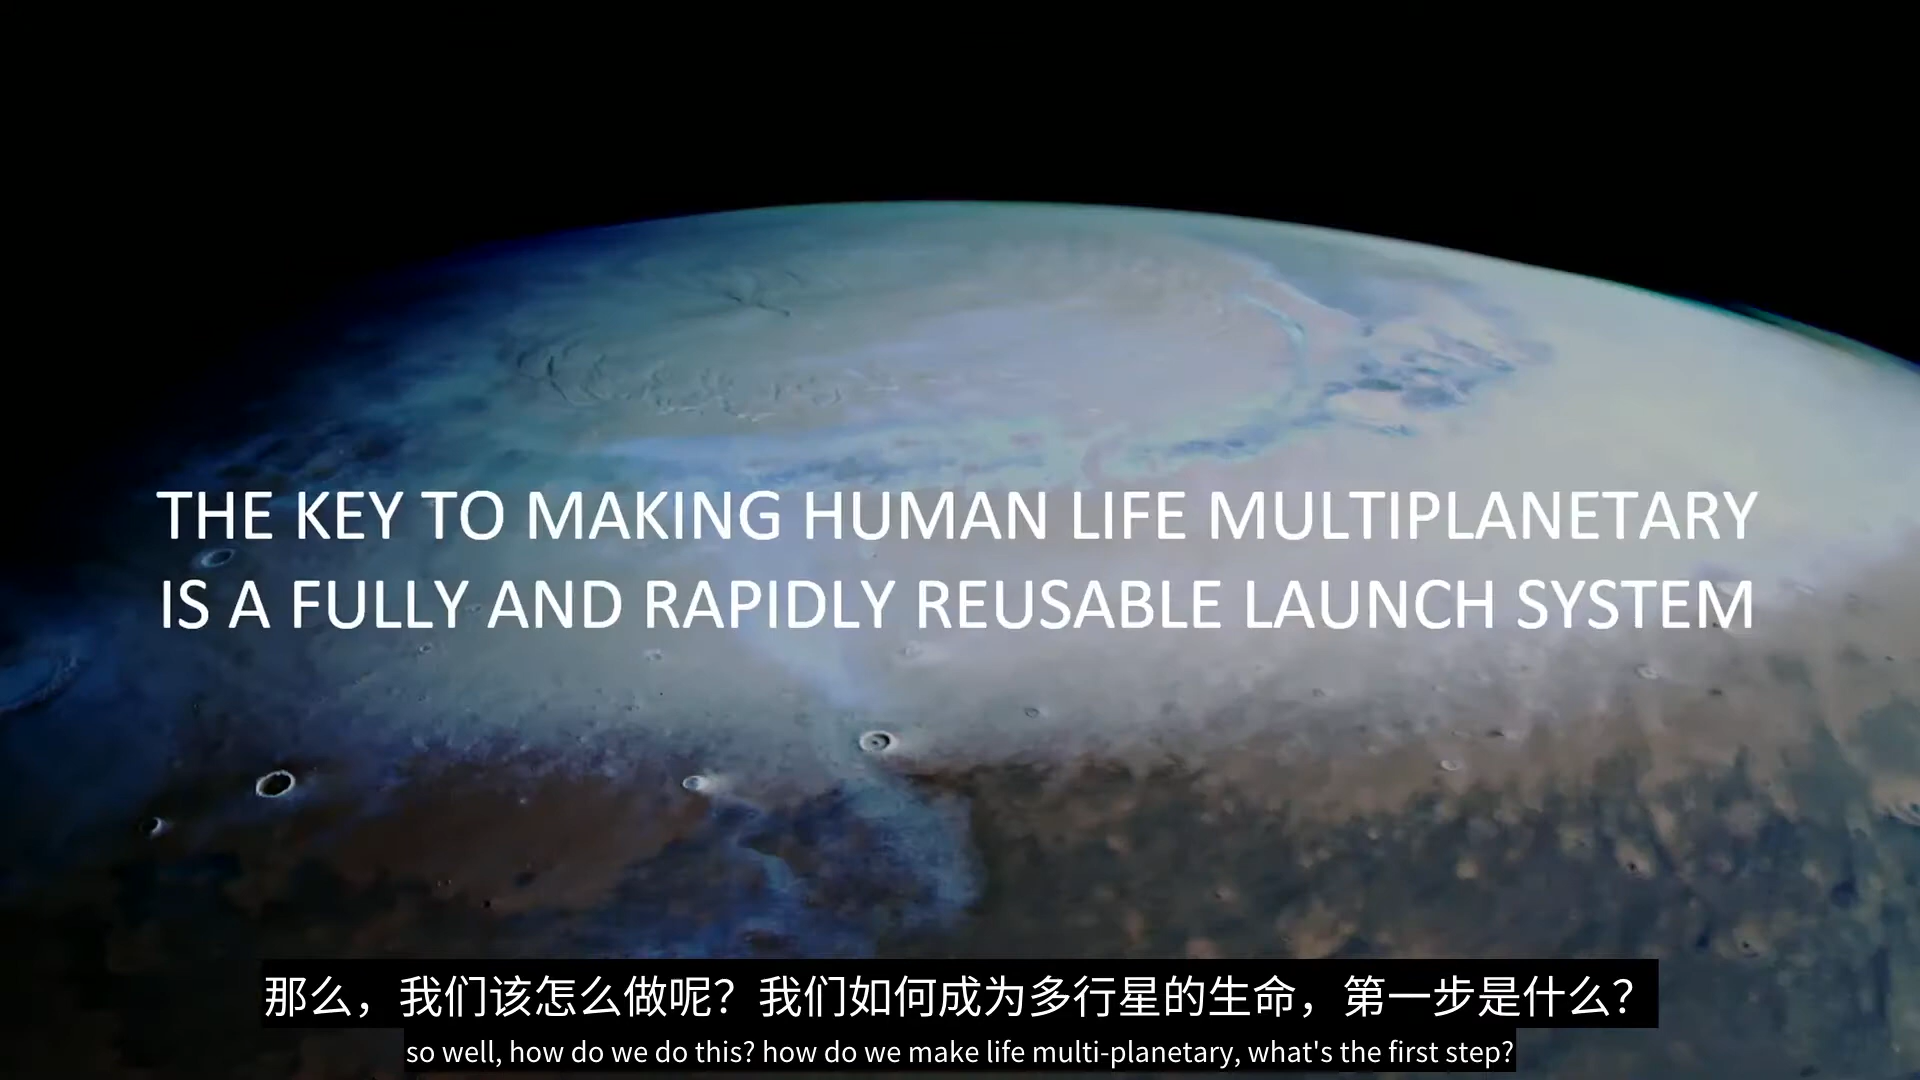 THE KEY TO MAKING HUMAN LIFE MULTIPLANETARY
IS A FULLY AND RAPIDLY REUSABLE LAUNCH SYSTEM
那么，我们该怎么做呢？我们如何成为多行星的生命，第一步是什么？
so well, how do we do this? how do we make life multi-planetary, what's the first step?